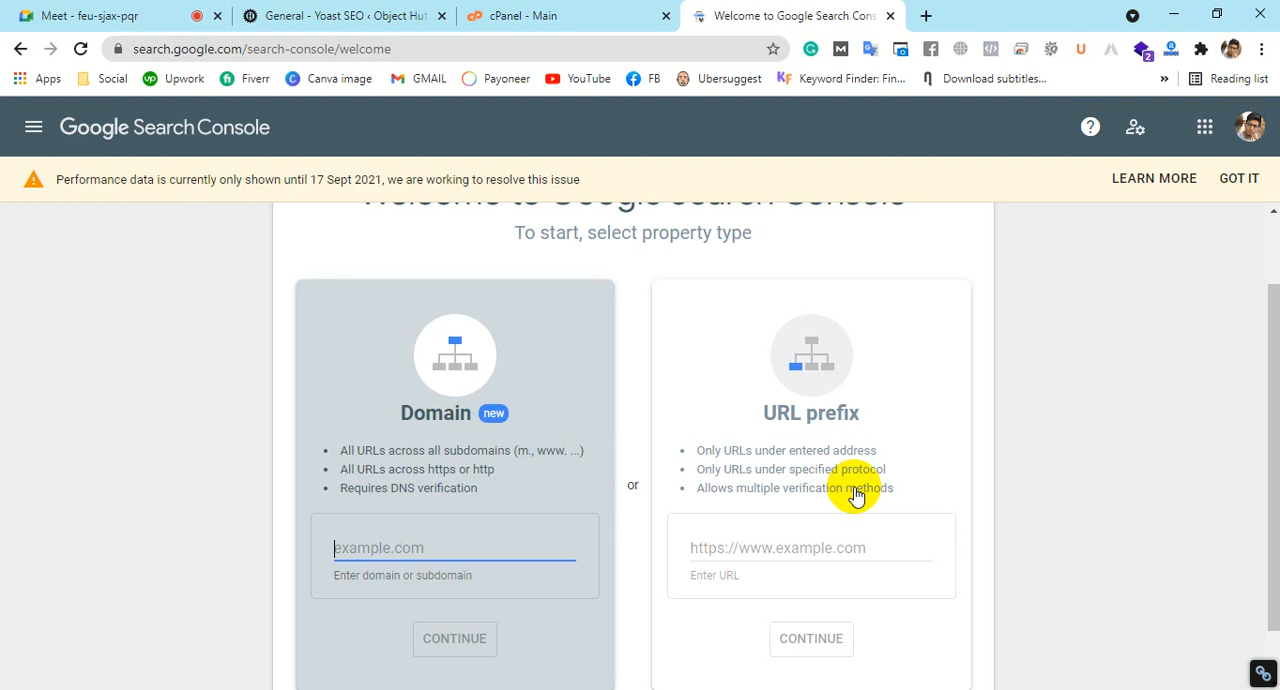 Meet - feu-sjax-pqr
General - Yoast SEO ‹ Object Hut
cPanel - Main
Welcome to Google Search Cons
search.google.com/search-console/welcome
Apps
Social
Upwork
Fiverr
Canva image
GMAIL
Payoneer
YouTube
FB
Ubersuggest
Keyword Finder: Fin...
Download subtitles...
»
Reading list
Google Search Console
Performance data is currently only shown until 17 Sept 2021, we are working to resolve this issue
LEARN MORE
GOT IT
Welcome to Google Search Console
To start, select property type
Domain new
• All URLs across all subdomains (m., www. ...)
• All URLs across https or http
• Requires DNS verification
example.com
Enter domain or subdomain
CONTINUE
or
URL prefix
• Only URLs under entered address
• Only URLs under specified protocol
• Allows multiple verification methods
https://www.example.com
Enter URL
CONTINUE